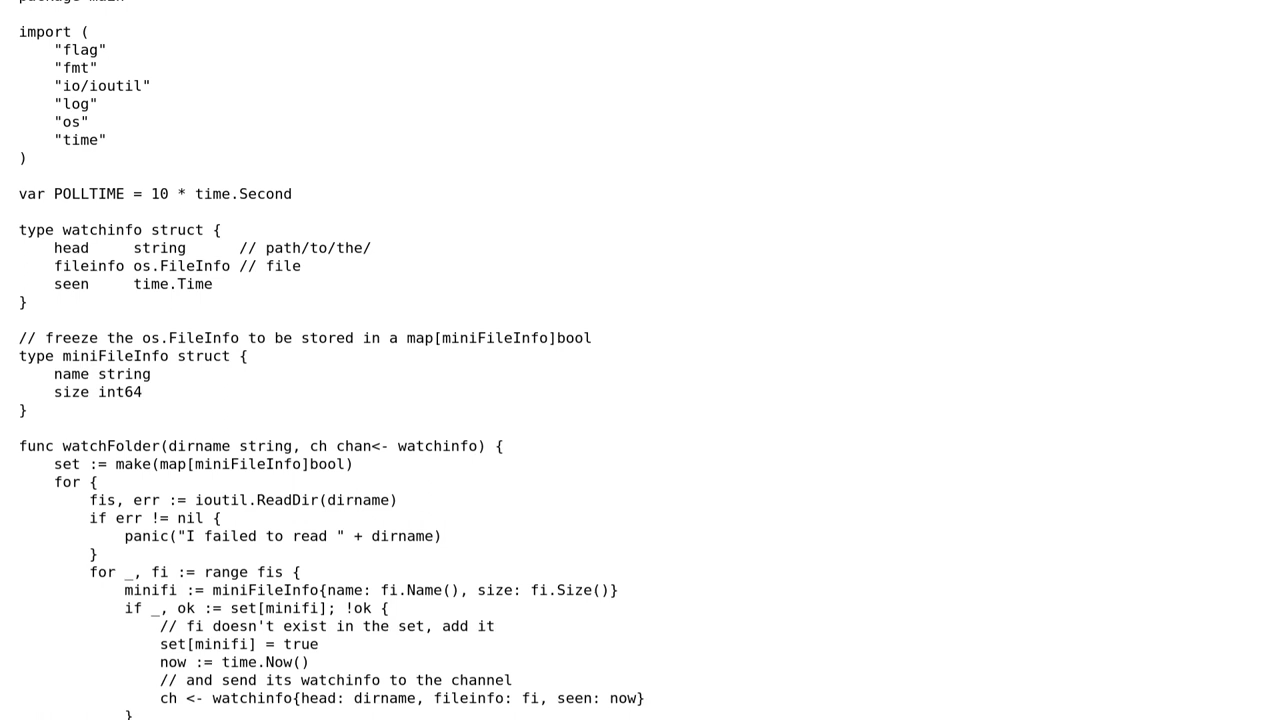 import (
    "flag"
    "fmt"
    "io/ioutil"
    "log"
    "os"
    "time"
)

var POLLTIME = 10 * time.Second

type watchinfo struct {
    head     string      // path/to/the/
    fileinfo os.FileInfo // file
    seen     time.Time
}

// freeze the os.FileInfo to be stored in a map[miniFileInfo]bool
type miniFileInfo struct {
    name string
    size int64
}

func watchFolder(dirname string, ch chan<- watchinfo) {
    set := make(map[miniFileInfo]bool)
    for {
        fis, err := ioutil.ReadDir(dirname)
        if err != nil {
            panic("I failed to read " + dirname)
        }
        for _, fi := range fis {
            minifi := miniFileInfo{name: fi.Name(), size: fi.Size()}
            if _, ok := set[minifi]; !ok {
                // fi doesn't exist in the set, add it
                set[minifi] = true
                now := time.Now()
                // and send its watchinfo to the channel
                ch <- watchinfo{head: dirname, fileinfo: fi, seen: now}
            }